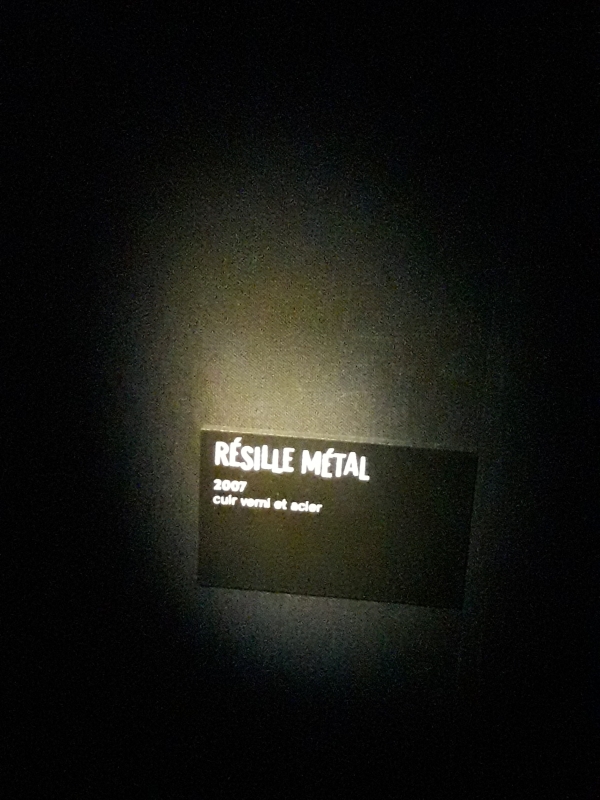 RÉSILLE MÉTAL
2007
cuir verni et acier